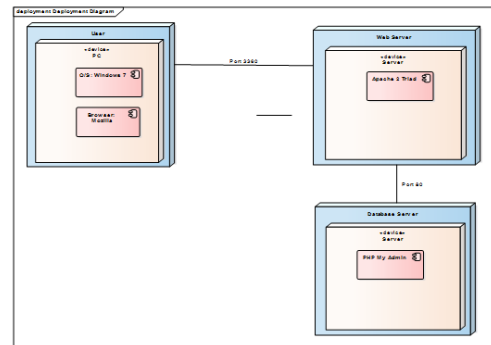 deployment Deployment Diagram
User
«device»
PC
O/S: Windows 7
Browser:
Mozilla
Port 3360
Web Server
«device»
Server
Apache 2 Triad
Port 80
Database Server
«device»
Server
PHP My Admin